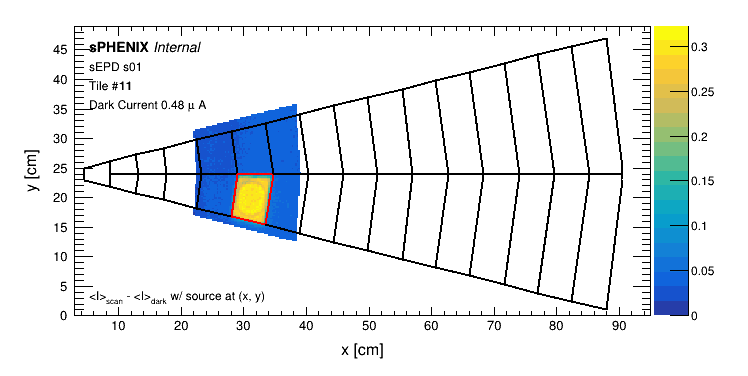 sPHENIX Internal
sEPD s01
Tile #11
Dark Current 0.48 μ A
<I>scan - <I>dark w/ source at (x, y)
y [cm]
45
40
35
30
25
20
15
10
5
0
10 20 30 40 50 60 70 80 90
x [cm]
0.3
0.25
0.2
0.15
0.1
0.05
0